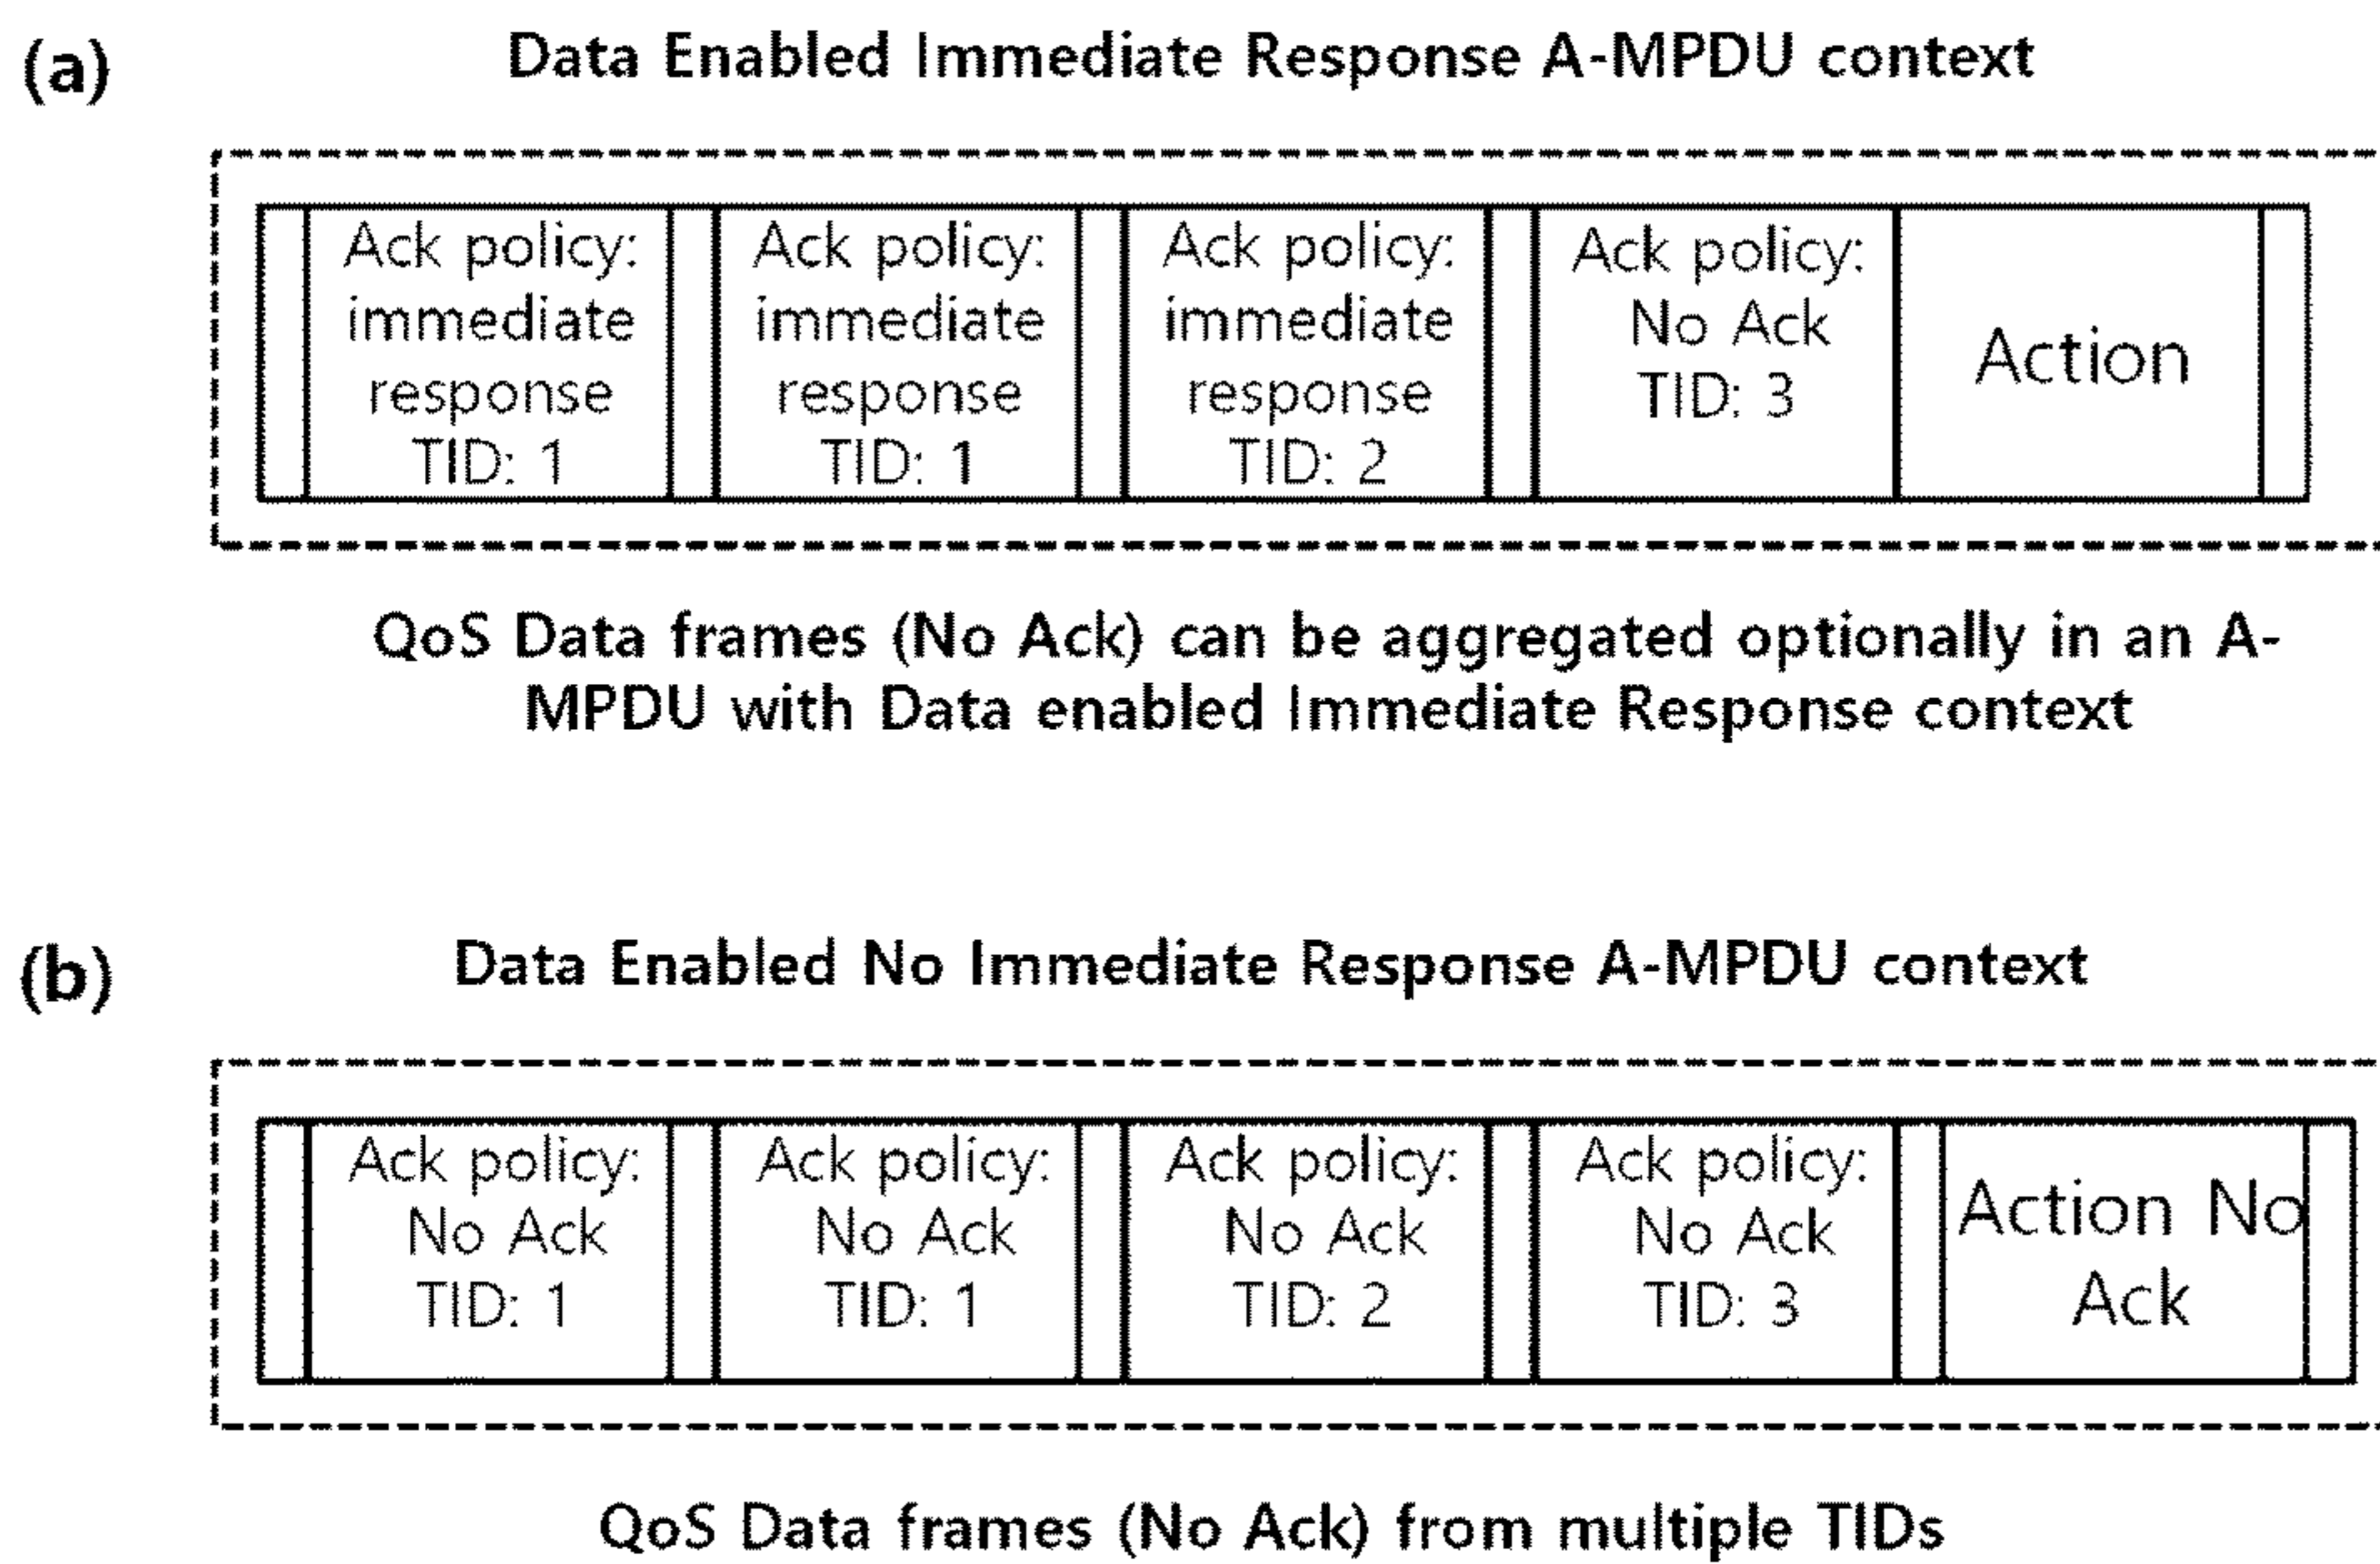 (a)
Data Enabled Immediate Response A-MPDU context
Ack policy:
immediate
response
TID: 1
Ack policy:
immediate
response
TID: 1
Ack policy:
immediate
response
TID: 2
Ack policy:
No Ack
TID: 3
Action
QoS Data frames (No Ack) can be aggregated optionally in an A-
MPDU with Data enabled Immediate Response context
(b)
Data Enabled No Immediate Response A-MPDU context
Ack policy:
No Ack
TID: 1
Ack policy:
No Ack
TID: 1
Ack policy:
No Ack
TID: 2
Ack policy:
No Ack
TID: 3
Action No
Ack
QoS Data frames (No Ack) from multiple TIDs